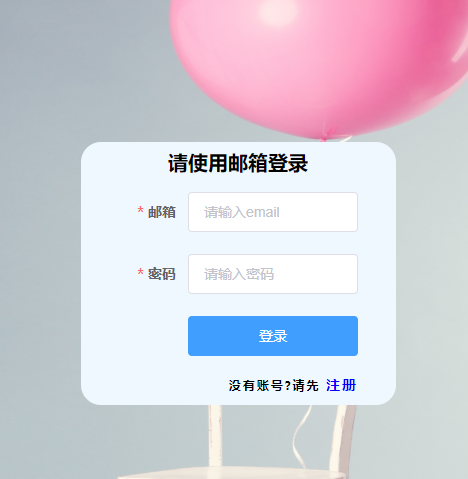 请使用邮箱登录
* 邮箱 请输入email
* 密码 请输入密码
登录
没有账号?请先 注册